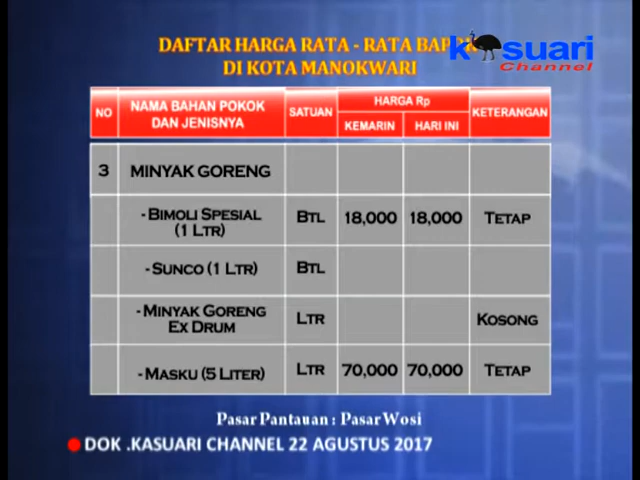 DAFTAR HARGA RATA - RATA
DI KOTA MANOKWARI
kasuari
Channel
NO
NAMA BAHAN POKOK
DAN JENISNYA
SATUAN
HARGA Rp
KEMARIN
HARI INI
KETERANGAN
3 MINYAK GORENG
- BIMOLI SPESIAL
(1 LTR)
BTL 18,000 18,000 TETAP
- SUNCO (1 LTR) BTL
- MINYAK GORENG
EX DRUM
LTR KOSONG
- MASKU (5 LITER) LTR 70,000 70,000 TETAP
Pasar Pantauan : Pasar Wosi
DOK .KASUARI CHANNEL 22 AGUSTUS 2017